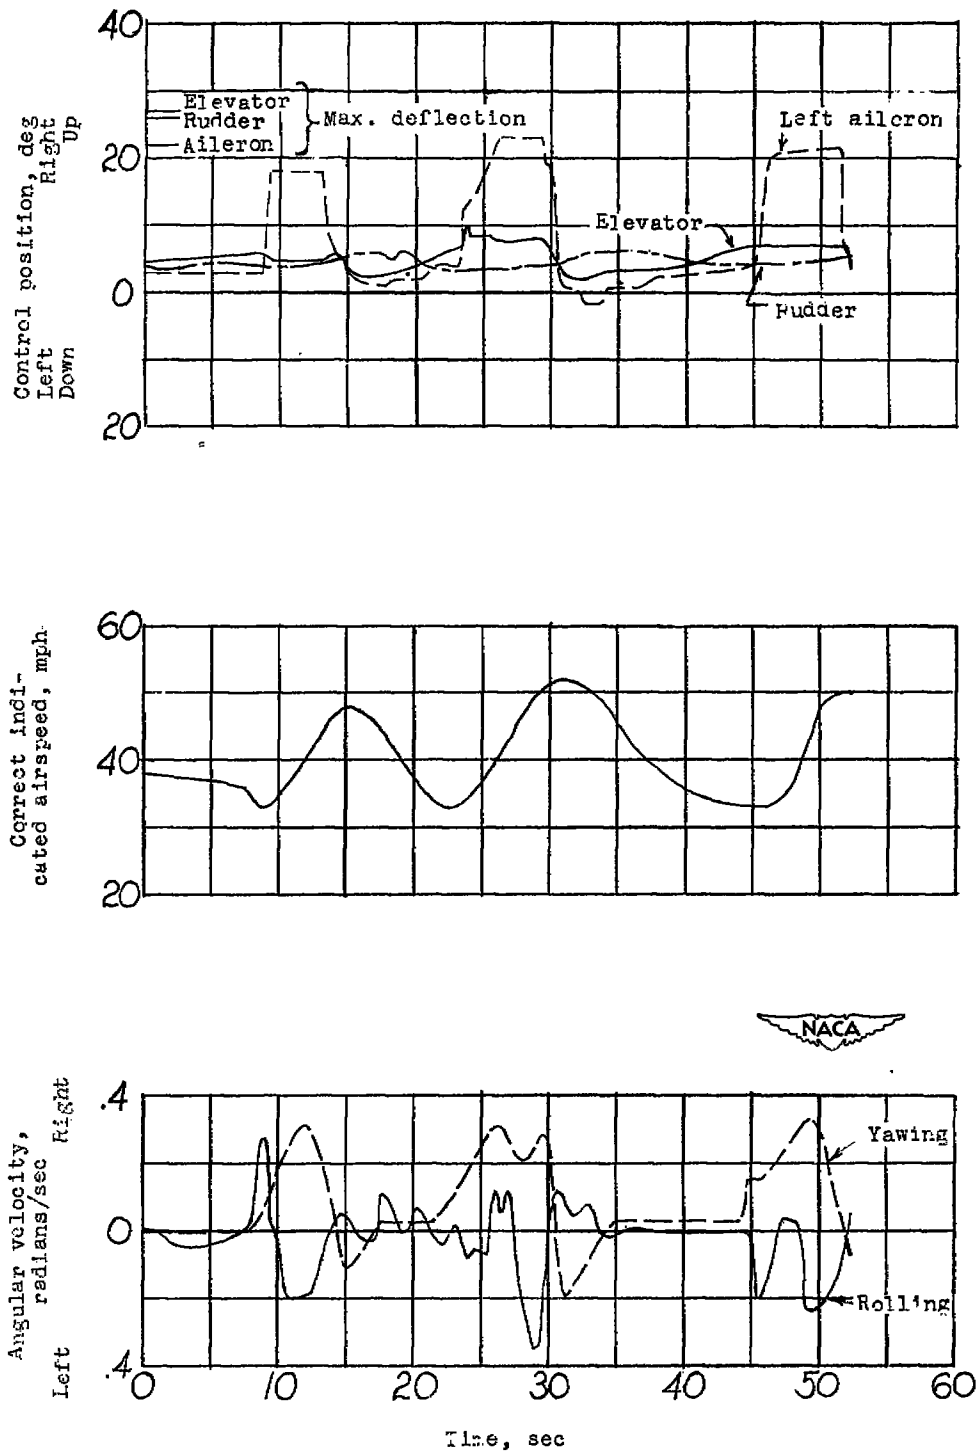 40
20
0
20
Control position, deg
Left Right
Down Up
Elevator
Rudder
Aileron
Max. deflection
Left aileron
Elevator
Rudder
60
40
20
Correct indi-
cated airspeed, mph
NACA
.4
0
.4
Angular velocity,
radians/sec
Left Right
Yawing
Rolling
0 10 20 30 40 50 60
Time, sec